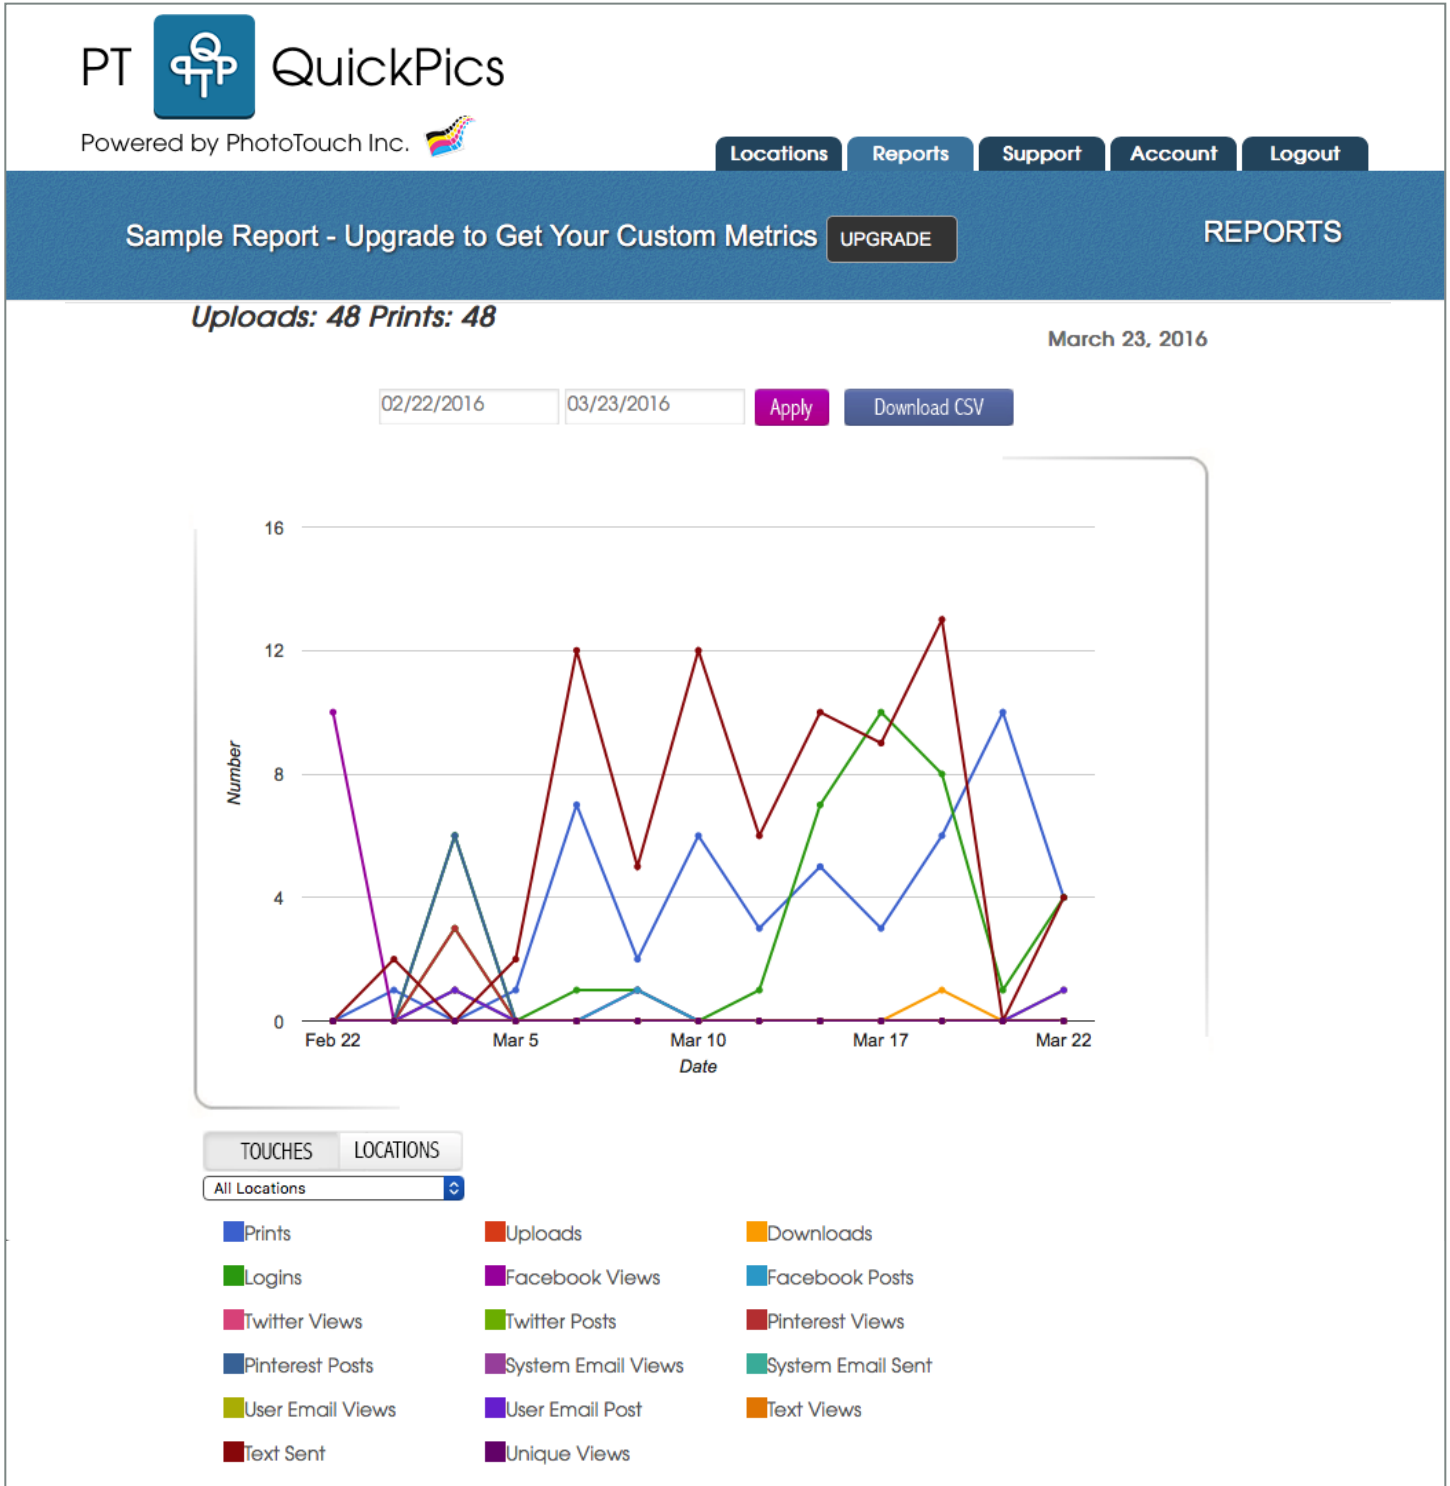 PT QuickPics
Powered by PhotoTouch Inc.
Locations Reports Support Account Logout
Sample Report - Upgrade to Get Your Custom Metrics UPGRADE REPORTS
Uploads: 48 Prints: 48
March 23, 2016
02/22/2016 03/23/2016 Apply Download CSV
16
12
8
4
0
Number
Feb 22 Mar 5 Mar 10 Mar 17 Mar 22
Date
TOUCHES LOCATIONS
All Locations
Prints Uploads Downloads
Logins Facebook Views Facebook Posts
Twitter Views Twitter Posts Pinterest Views
Pinterest Posts System Email Views System Email Sent
User Email Views User Email Post Text Views
Text Sent Unique Views